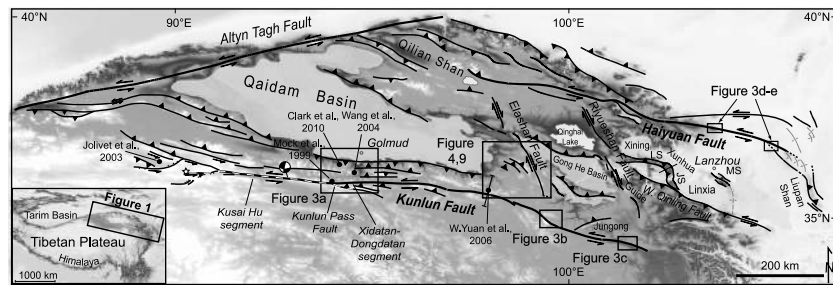 40°N
90°E
100°E
40°N
Altyn Tagh Fault
Qilian Shan
Qaidam Basin
Figure 3d-e
Clark et al.,
2010
Wang et al.,
2004
Golmud
Mock et al.,
1999
Jolivet et al.,
2003
Figure
4,9
Elashan Fault
Qinghai
Lake
Riyueshan Fault
Haiyuan Fault
Xining
LS
Xunhua
JS
Lanzhou
MS
Linxia
Liupan
Shan
Gong He Basin
Guide
W. Qinling Fault
Figure 3a
Kunlun Pass
Fault
Kunlun Fault
Kusai Hu
segment
Xidatan-
Dongdatan
segment
W.Yuan et al.,
2006
Jungong
Figure 3b
Figure 3c
35°N
Figure 1
Tarim Basin
Tibetan Plateau
Himalaya
1000 km
100°E
200 km
N